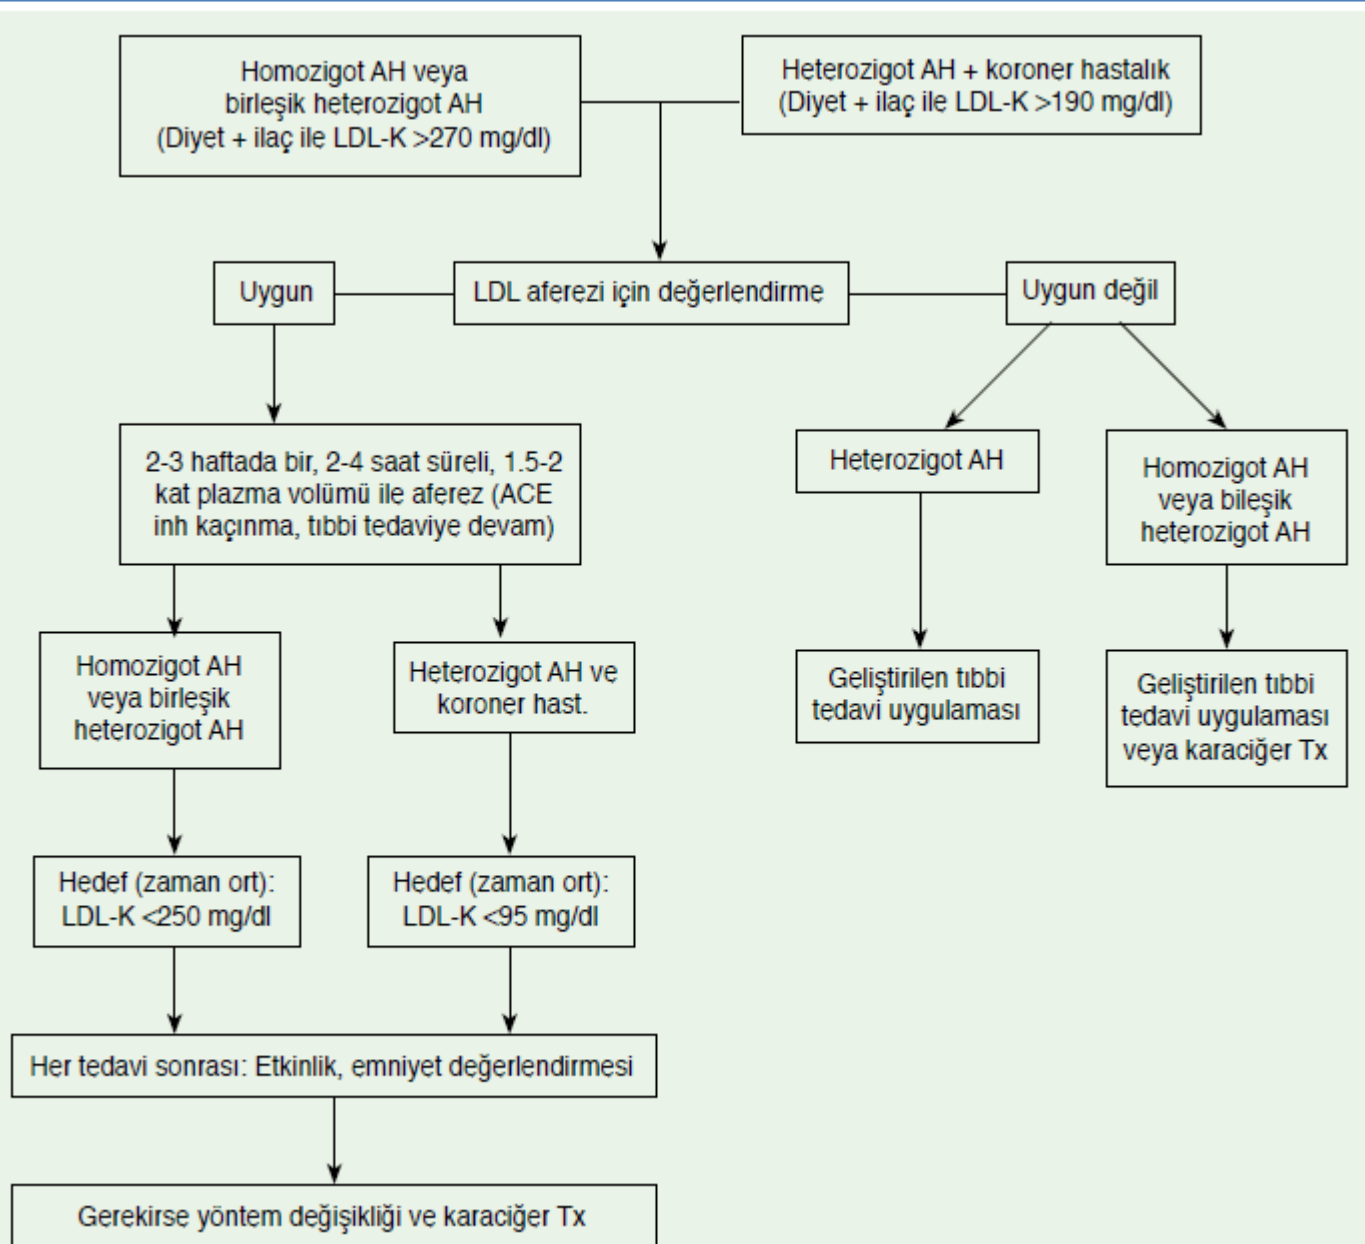 Homozigot AH veya
birleşik heterozigot AH
(Diyet + ilaç ile LDL-K >270 mg/dl)
Heterozigot AH + koroner hastalık
(Diyet + ilaç ile LDL-K >190 mg/dl)
Uygun
LDL aferezi için değerlendirme
Uygun değil
2-3 haftada bir, 2-4 saat süreli, 1.5-2
kat plazma volümü ile aferez (ACE
inh kaçınma, tıbbi tedaviye devam)
Heterozigot AH
Homozigot AH
veya bileşik
heterozigot AH
Homozigot AH
veya birleşik
heterozigot AH
Heterozigot AH ve
koroner hast.
Geliştirilen tıbbi
tedavi uygulaması
Geliştirilen tıbbi
tedavi uygulaması
veya karaciğer Tx
Hedef (zaman ort):
LDL-K <250 mg/dl
Hedef (zaman ort):
LDL-K <95 mg/dl
Her tedavi sonrası: Etkinlik, emniyet değerlendirmesi
Gerekirse yöntem değişikliği ve karaciğer Tx